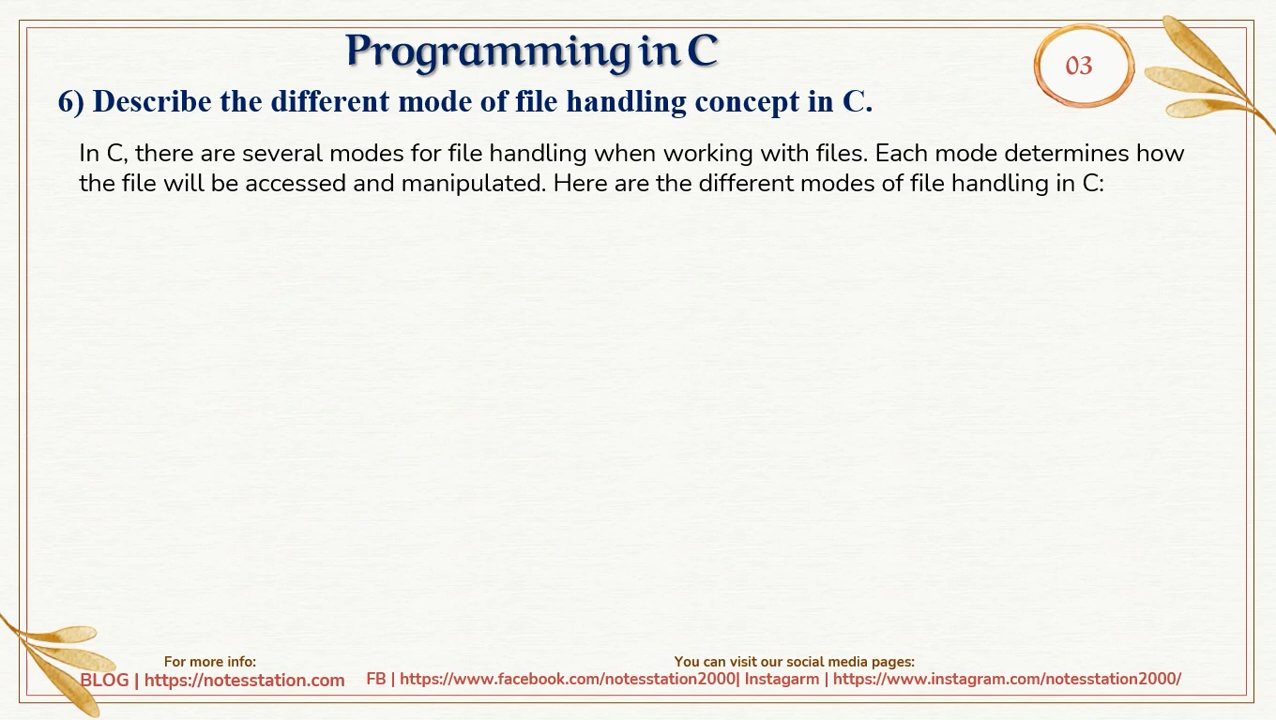 Programming in C
03
6) Describe the different mode of file handling concept in C.
In C, there are several modes for file handling when working with files. Each mode determines how
the file will be accessed and manipulated. Here are the different modes of file handling in C:
For more info:
BLOG | https://notesstation.com
You can visit our social media pages:
FB | https://www.facebook.com/notesstation2000| Instagarm | https://www.instagram.com/notesstation2000/